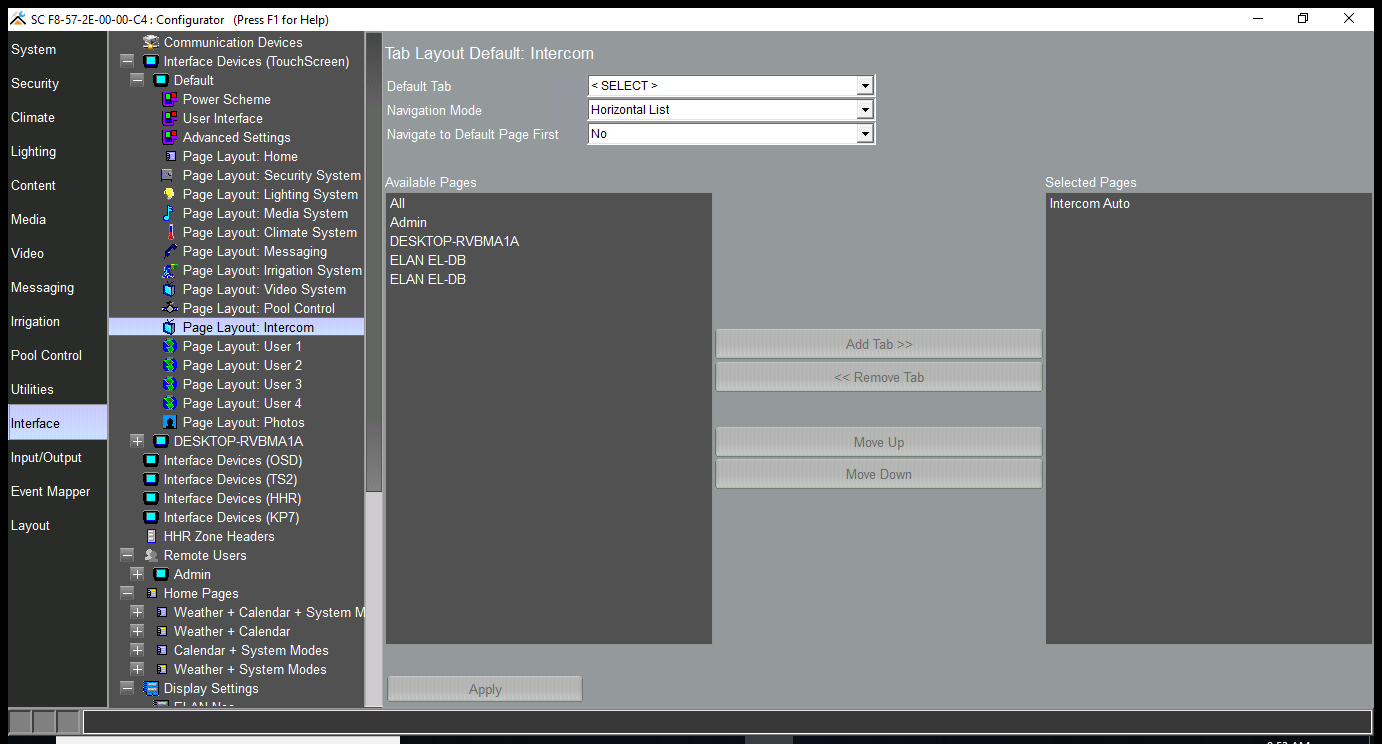 SC F8-57-2E-00-00-C4 : Configurator (Press F1 for Help)
System
Security
Climate
Lighting
Content
Media
Video
Messaging
Irrigation
Pool Control
Utilities
Interface
Input/Output
Event Mapper
Layout
Communication Devices
Interface Devices (TouchScreen)
Default
Power Scheme
User Interface
Advanced Settings
Page Layout: Home
Page Layout: Security System
Page Layout: Lighting System
Page Layout: Media System
Page Layout: Climate System
Page Layout: Messaging
Page Layout: Irrigation System
Page Layout: Video System
Page Layout: Pool Control
Page Layout: Intercom
Page Layout: User 1
Page Layout: User 2
Page Layout: User 3
Page Layout: User 4
Page Layout: Photos
DESKTOP-RVBMA1A
Interface Devices (OSD)
Interface Devices (TS2)
Interface Devices (HHR)
Interface Devices (KP7)
HHR Zone Headers
Remote Users
Admin
Home Pages
Weather + Calendar + System M
Weather + Calendar
Calendar + System Modes
Weather + System Modes
Display Settings
Tab Layout Default: Intercom
Default Tab
< SELECT >
Navigation Mode
Horizontal List
Navigate to Default Page First
No
Available Pages
All
Admin
DESKTOP-RVBMA1A
ELAN EL-DB
ELAN EL-DB
Add Tab >>
<< Remove Tab
Move Up
Move Down
Selected Pages
Intercom Auto
Apply